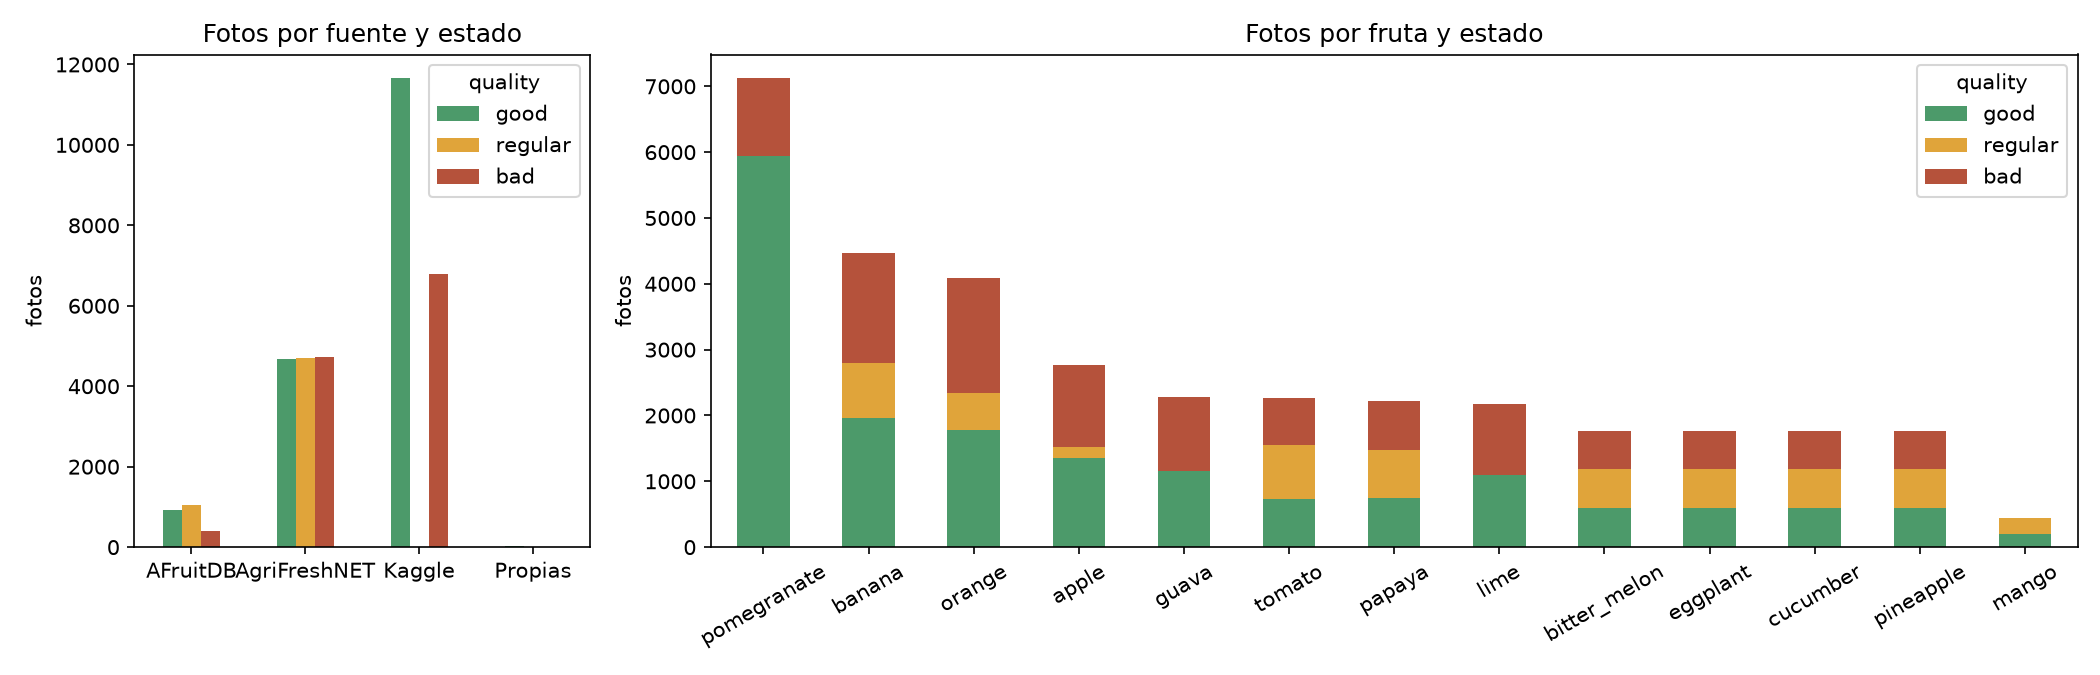 Fotos por fuente y estado
fotos
12000
10000
8000
6000
4000
2000
0
quality
good
regular
bad
AFruitDB
AgriFreshNET
Kaggle
Propias
Fotos por fruta y estado
fotos
7000
6000
5000
4000
3000
2000
1000
0
quality
good
regular
bad
pomegranate
banana
orange
apple
guava
tomato
papaya
lime
bitter_melon
eggplant
cucumber
pineapple
mango